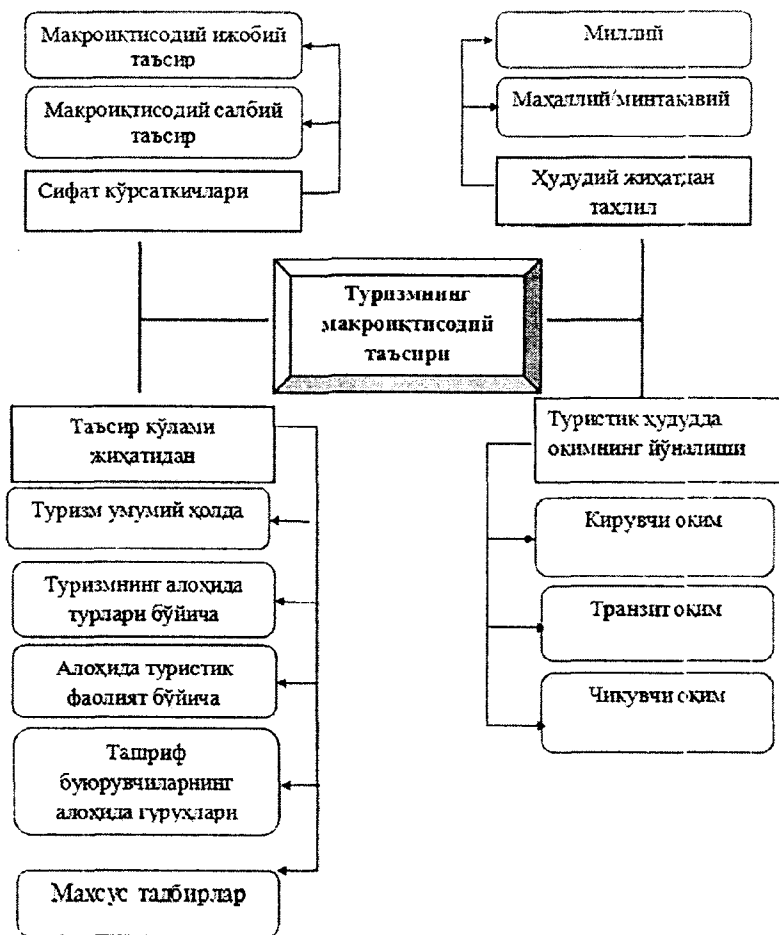 Макроиқтисодий ижобий
таъсир
Макроиқтисодий салбий
таъсир
Сифат кўрсаткичлари
Миллий
Маҳаллий/минтақавий
Ҳудудий жиҳатдан
таҳлил
Туризмнинг
макроиқтисодий
таъсири
Таъсир кўлами
жиҳатидан
Туризм умумий ҳолда
Туризмнинг алоҳида
турлари бўйича
Алоҳида туристик
фаолият бўйича
Ташриф
буюрувчиларнинг
алоҳида гуруҳлари
Махсус тадбирлар
Туристик ҳудудда
оқимнинг йўналиши
Кирувчи оқим
Транзит оқим
Чиқувчи оқим